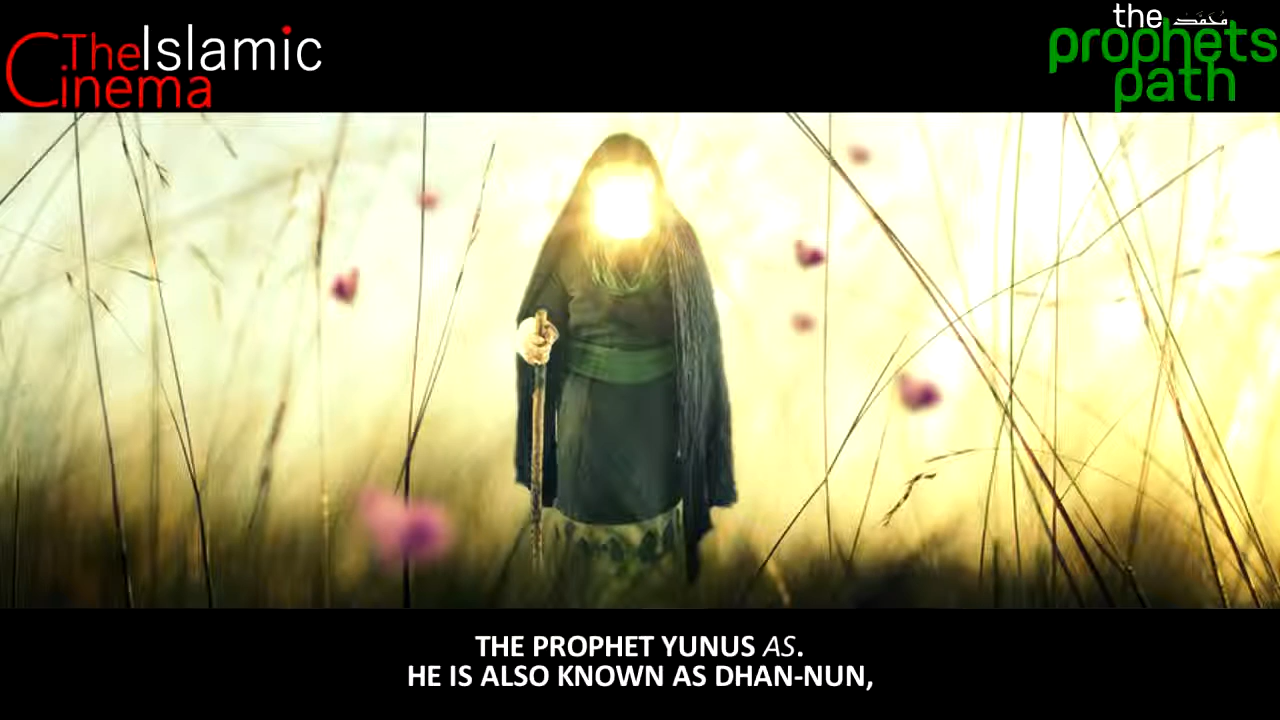 TheIslamic
Cinema
the مُحَمَّد
prophets
path
THE PROPHET YUNUS AS.
HE IS ALSO KNOWN AS DHAN-NUN,